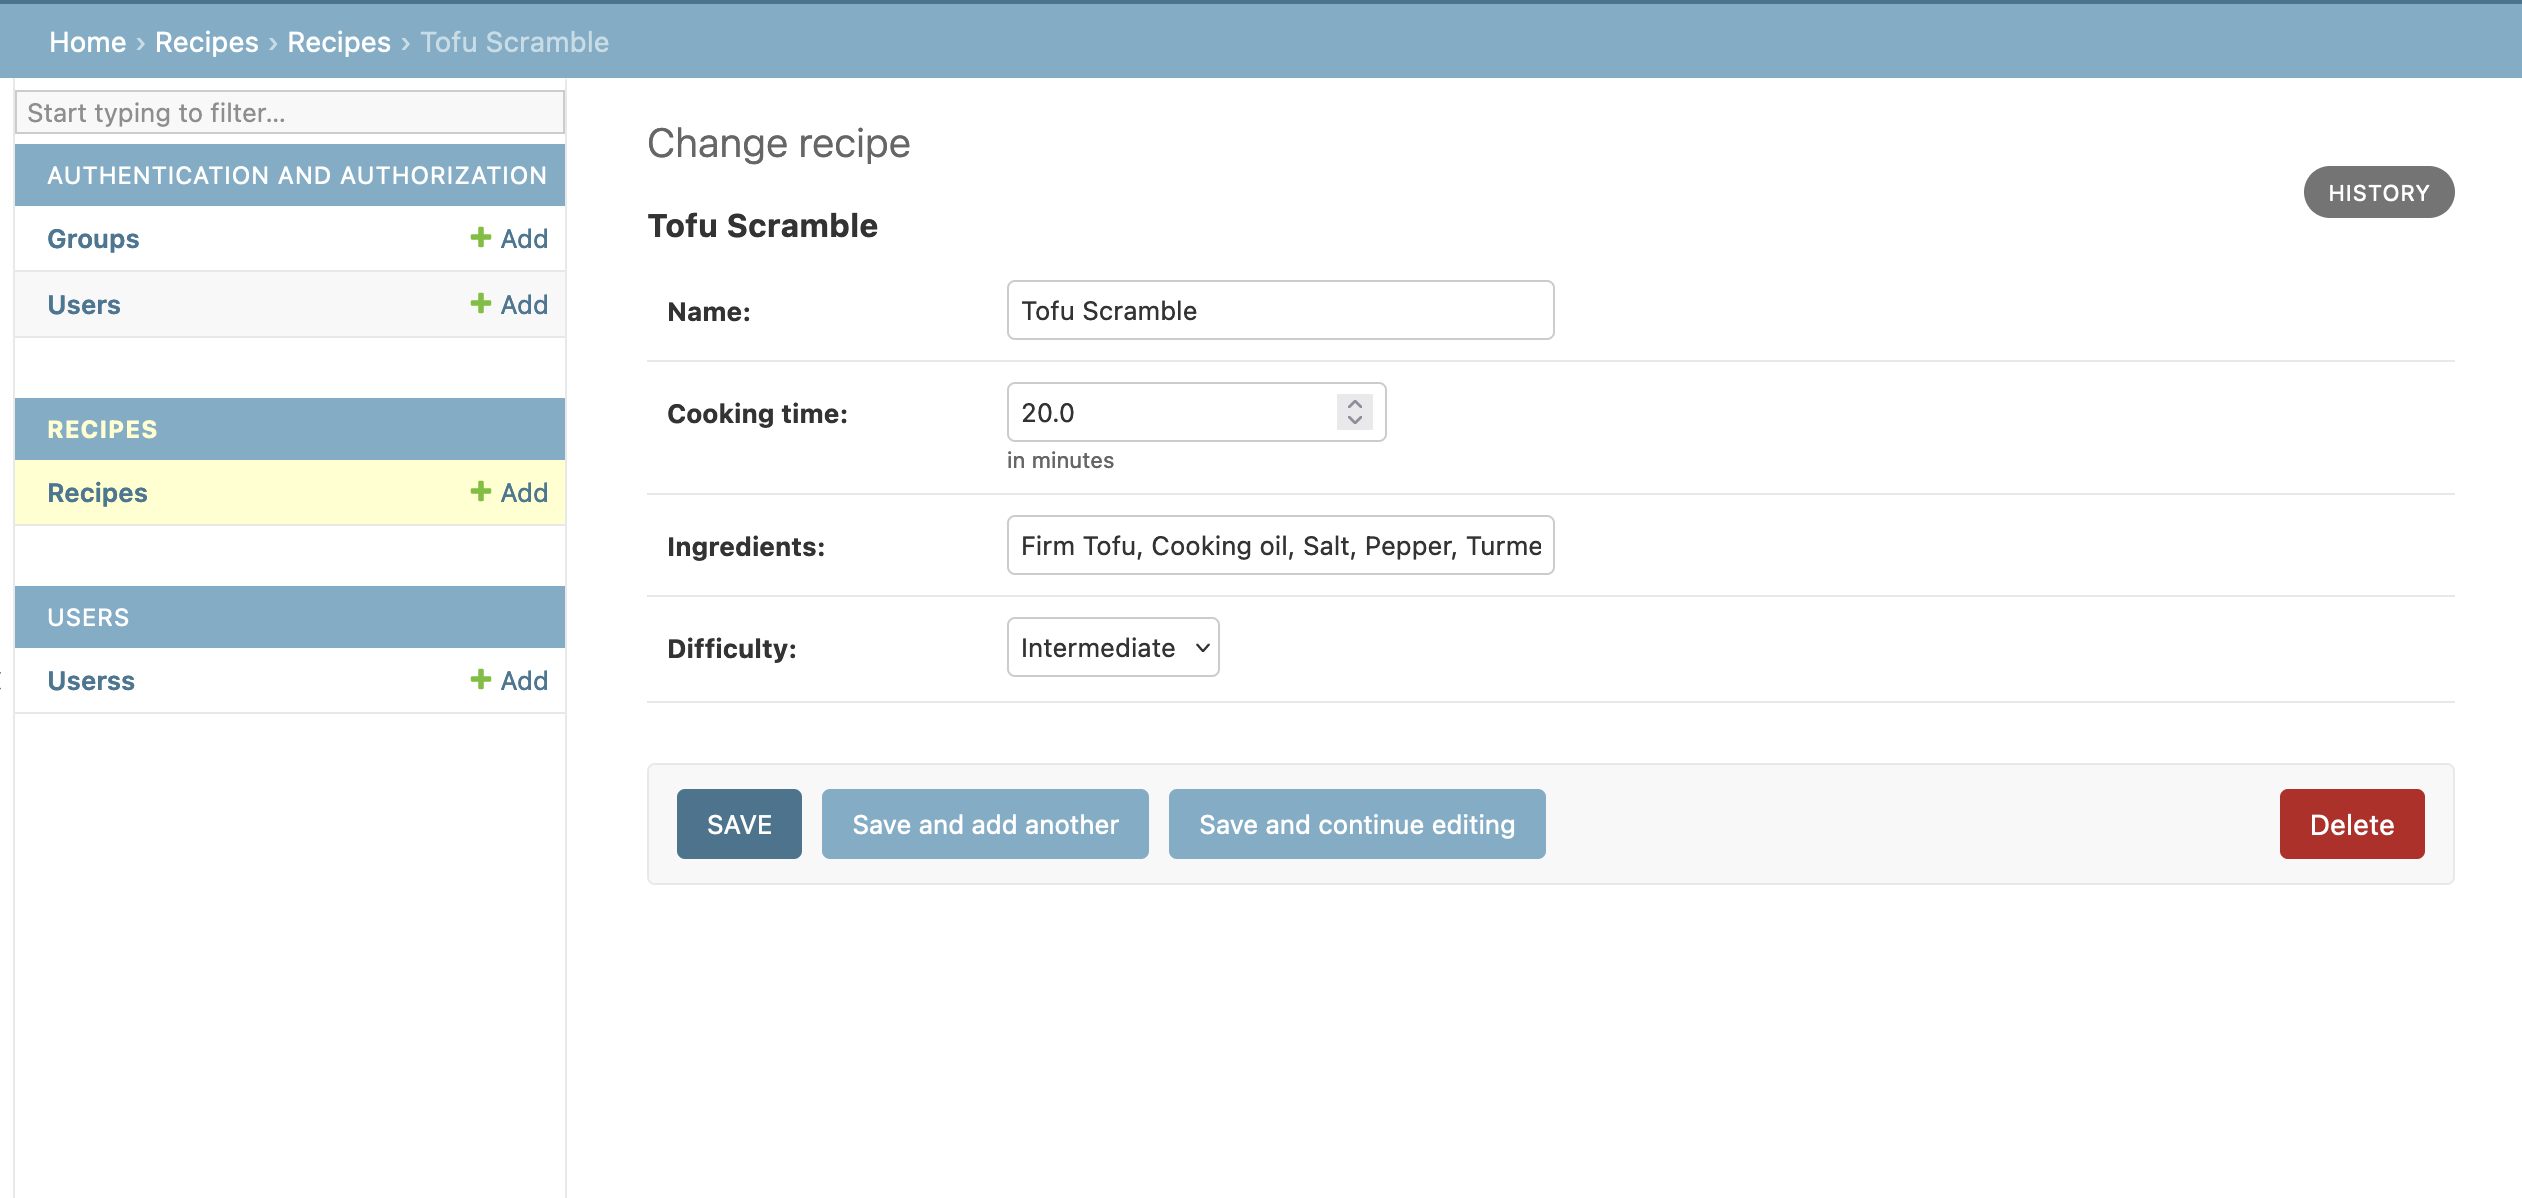 Home › Recipes › Recipes › Tofu Scramble
Start typing to filter...
AUTHENTICATION AND AUTHORIZATION
Groups + Add
Users + Add
RECIPES
Recipes + Add
USERS
Userss + Add
Change recipe
HISTORY
Tofu Scramble
Name: Tofu Scramble
Cooking time: 20.0
in minutes
Ingredients: Firm Tofu, Cooking oil, Salt, Pepper, Turme
Difficulty: Intermediate
SAVE Save and add another Save and continue editing Delete